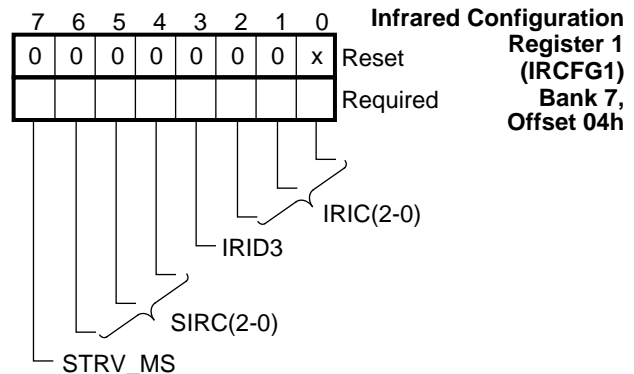 7 6 5 4 3 2 1 0
0 0 0 0 0 0 0 x Reset
Required
Infrared Configuration
Register 1
(IRCFG1)
Bank 7,
Offset 04h
IRIC(2-0)
IRID3
SIRC(2-0)
STRV_MS